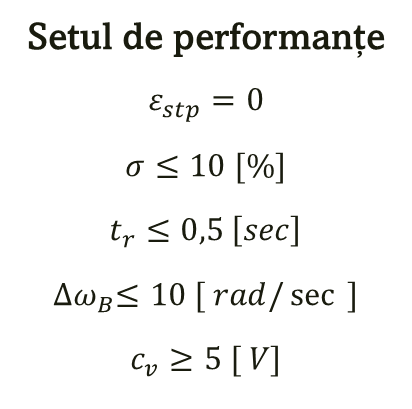 Setul de performanțe
ε_stp = 0
σ ≤ 10 [%]
t_r ≤ 0,5 [sec]
Δω_B ≤ 10 [ rad/ sec ]
c_v ≥ 5 [ V]